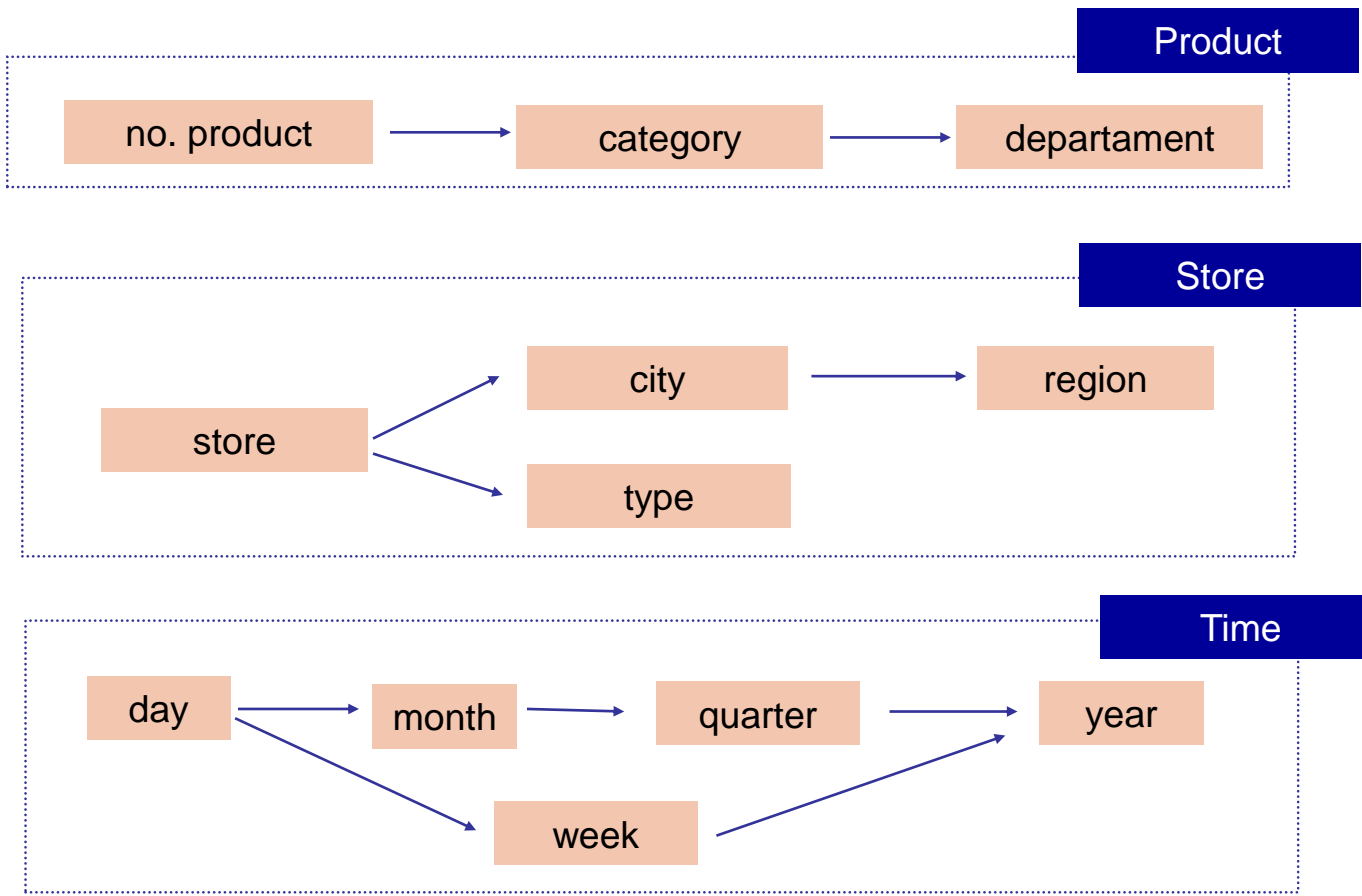 Product
no. product
category
departament
Store
city
region
store
type
Time
day
month
quarter
year
week